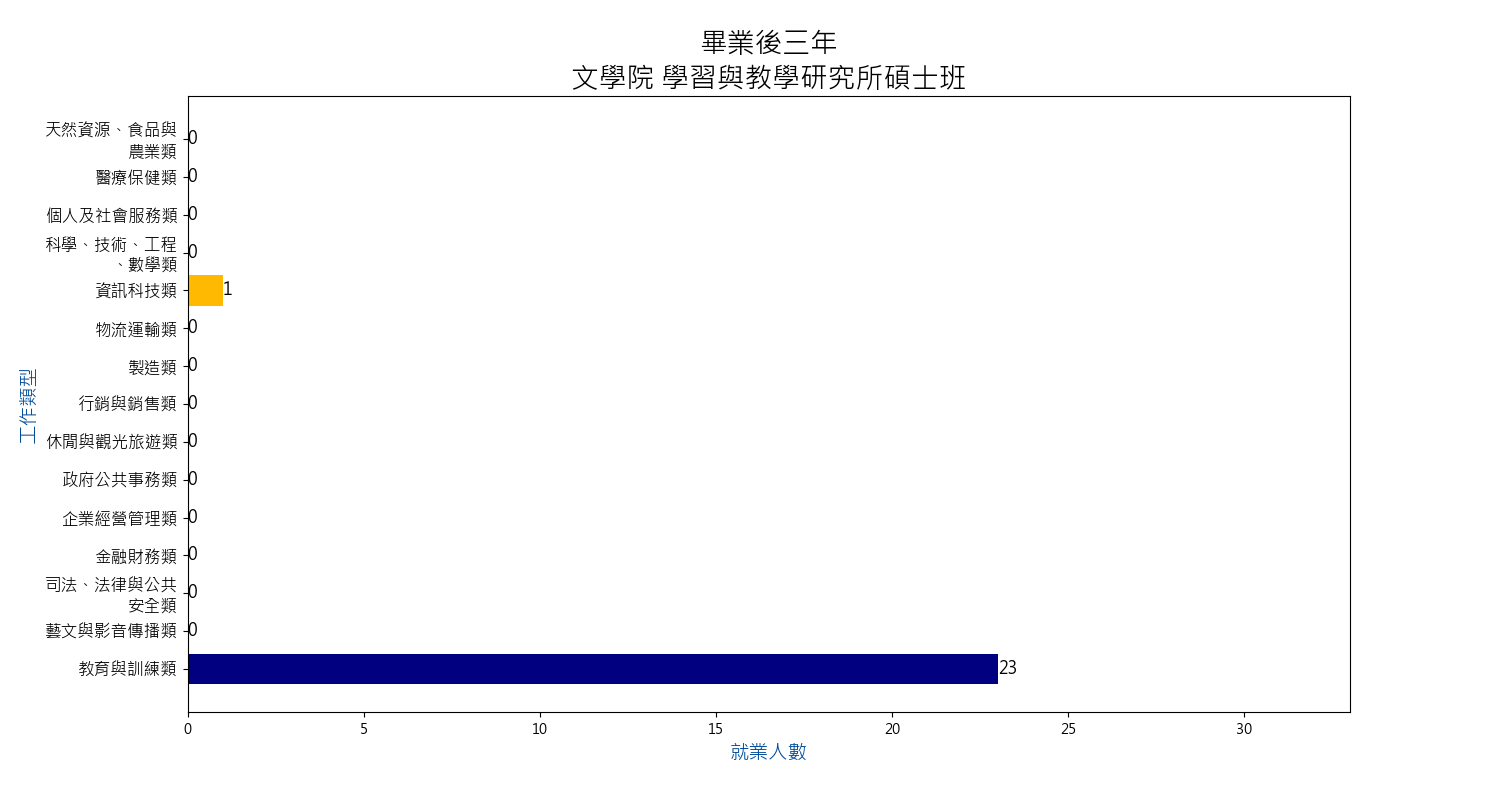 畢業後三年
文學院 學習與教學研究所碩士班
天然資源、食品與
農業類
0
醫療保健類
0
個人及社會服務類
0
科學、技術、工程
、數學類
0
資訊科技類
1
物流運輸類
0
製造類
0
行銷與銷售類
0
休閒與觀光旅遊類
0
政府公共事務類
0
企業經營管理類
0
金融財務類
0
司法、法律與公共
安全類
0
藝文與影音傳播類
0
教育與訓練類
23
工作類型
0
5
10
15
20
25
30
就業人數